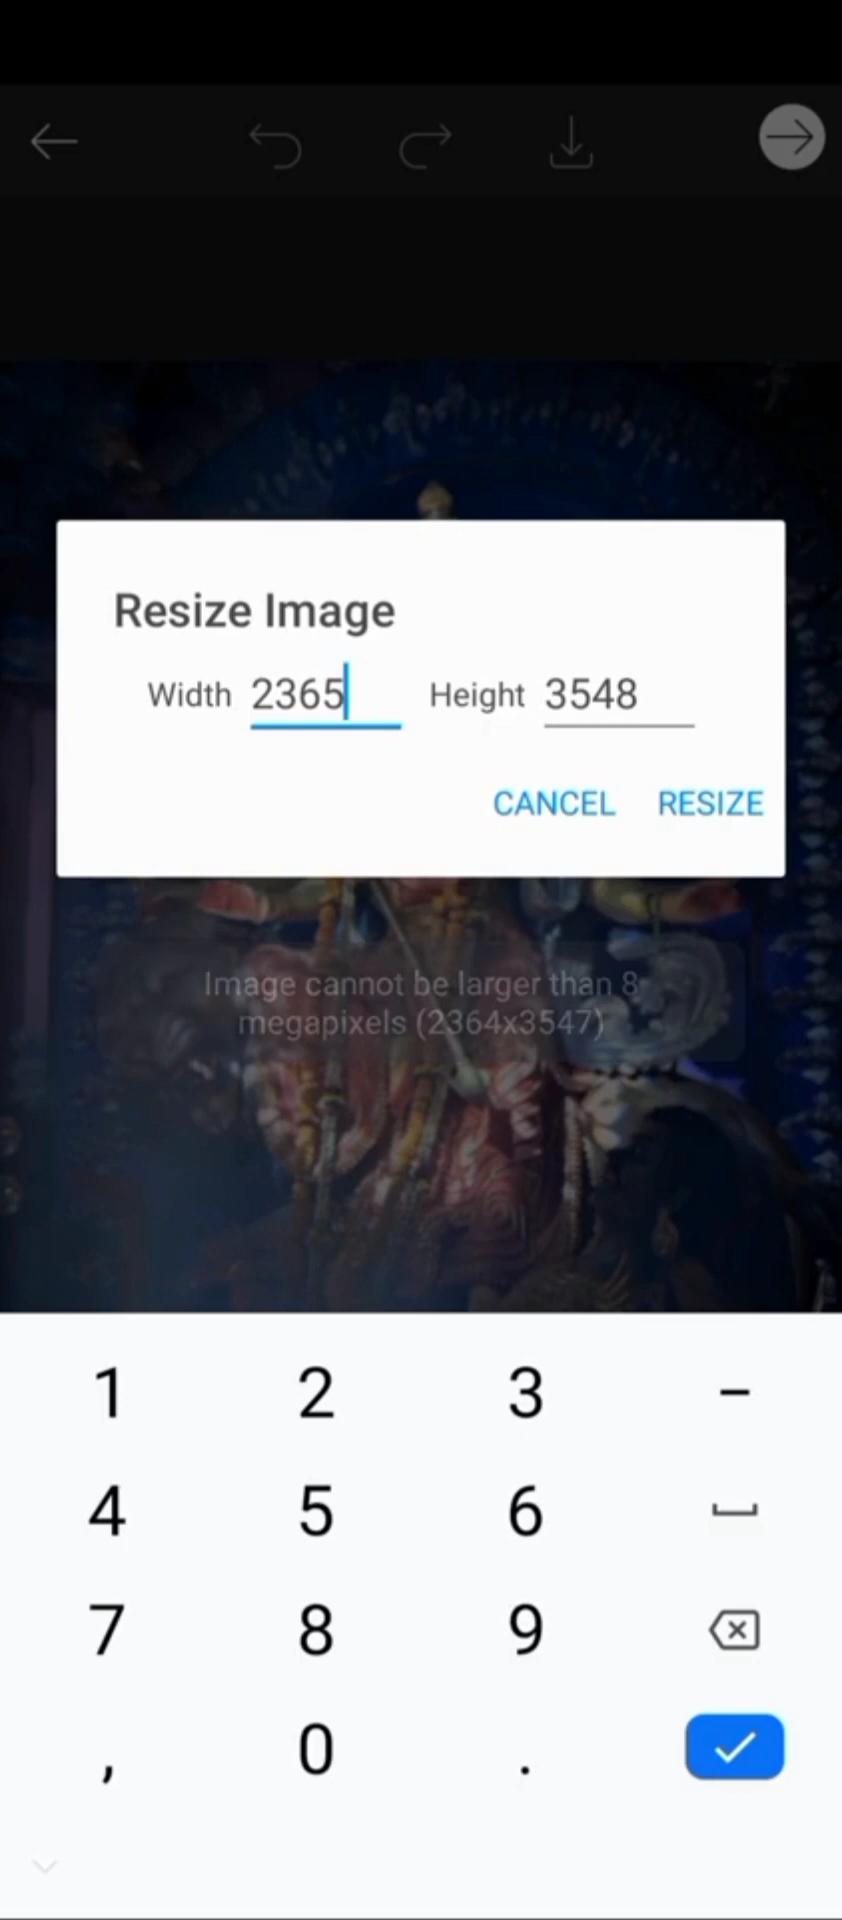 Resize Image
Width 2365 Height 3548
CANCEL RESIZE
Image cannot be larger than 8
megapixels (2364x3547)
1 2 3 -
4 5 6
7 8 9
, 0 .